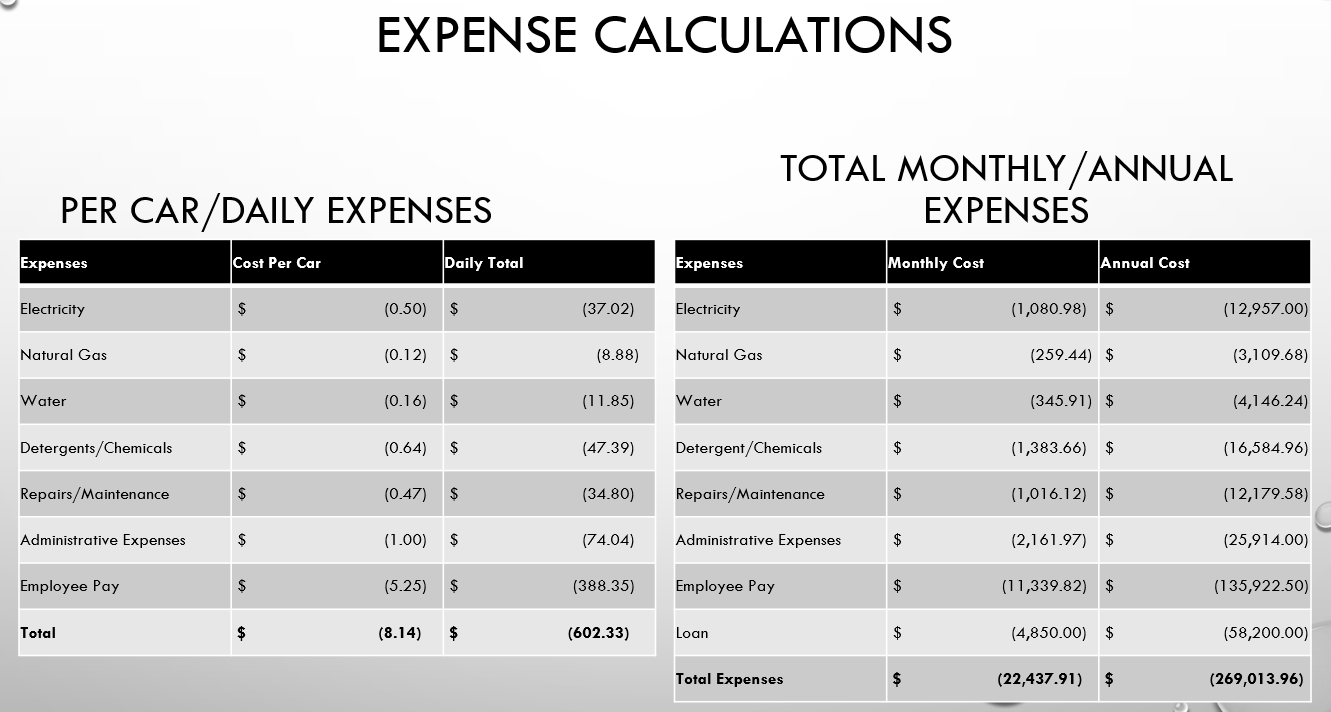 EXPENSE CALCULATIONS
PER CAR/DAILY EXPENSES
Expenses Cost Per Car Daily Total
Electricity $ (0.50) $ (37.02)
Natural Gas $ (0.12) $ (8.88)
Water $ (0.16) $ (11.85)
Detergents/Chemicals $ (0.64) $ (47.39)
Repairs/Maintenance $ (0.47) $ (34.80)
Administrative Expenses $ (1.00) $ (74.04)
Employee Pay $ (5.25) $ (388.35)
Total $ (8.14) $ (602.33)
TOTAL MONTHLY/ANNUAL
EXPENSES
Expenses Monthly Cost Annual Cost
Electricity $ (1,080.98) $ (12,957.00)
Natural Gas $ (259.44) $ (3,109.68)
Water $ (345.91) $ (4,146.24)
Detergent/Chemicals $ (1,383.66) $ (16,584.96)
Repairs/Maintenance $ (1,016.12) $ (12,179.58)
Administrative Expenses $ (2,161.97) $ (25,914.00)
Employee Pay $ (11,339.82) $ (135,922.50)
Loan $ (4,850.00) $ (58,200.00)
Total Expenses $ (22,437.91) $ (269,013.96)